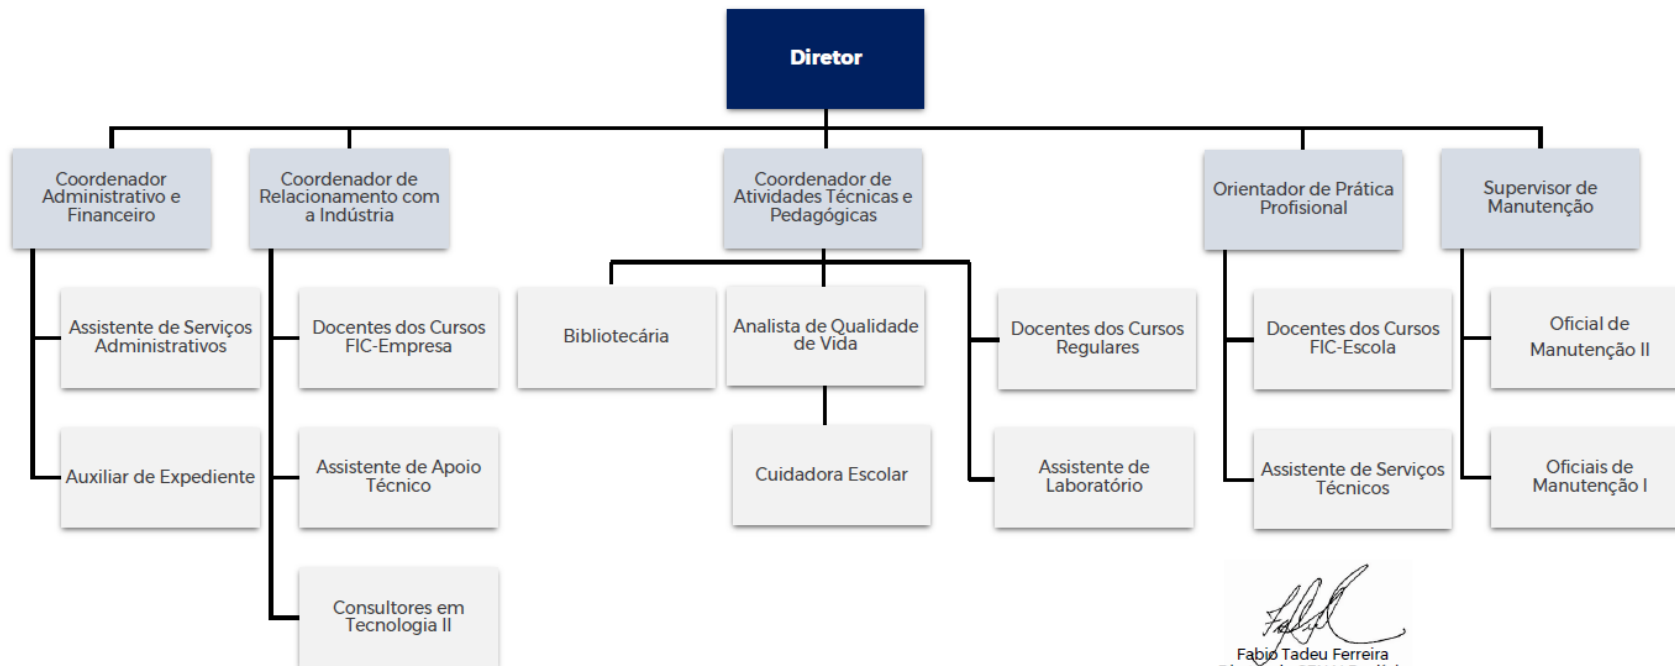 Diretor
Coordenador
Administrativo e
Financeiro
Coordenador de
Relacionamento com
a Indústria
Coordenador de
Atividades Técnicas e
Pedagógicas
Orientador de Prática
Profisional
Supervisor de
Manutenção
Assistente de Serviços
Administrativos
Docentes dos Cursos
FIC-Empresa
Bibliotecária
Analista de Qualidade
de Vida
Docentes dos Cursos
Regulares
Docentes dos Cursos
FIC-Escola
Oficial de
Manutenção II
Auxiliar de Expediente
Assistente de Apoio
Técnico
Cuidadora Escolar
Assistente de
Laboratório
Assistente de Serviços
Técnicos
Oficiais de
Manutenção I
Consultores em
Tecnologia II
Fabio Tadeu Ferreira